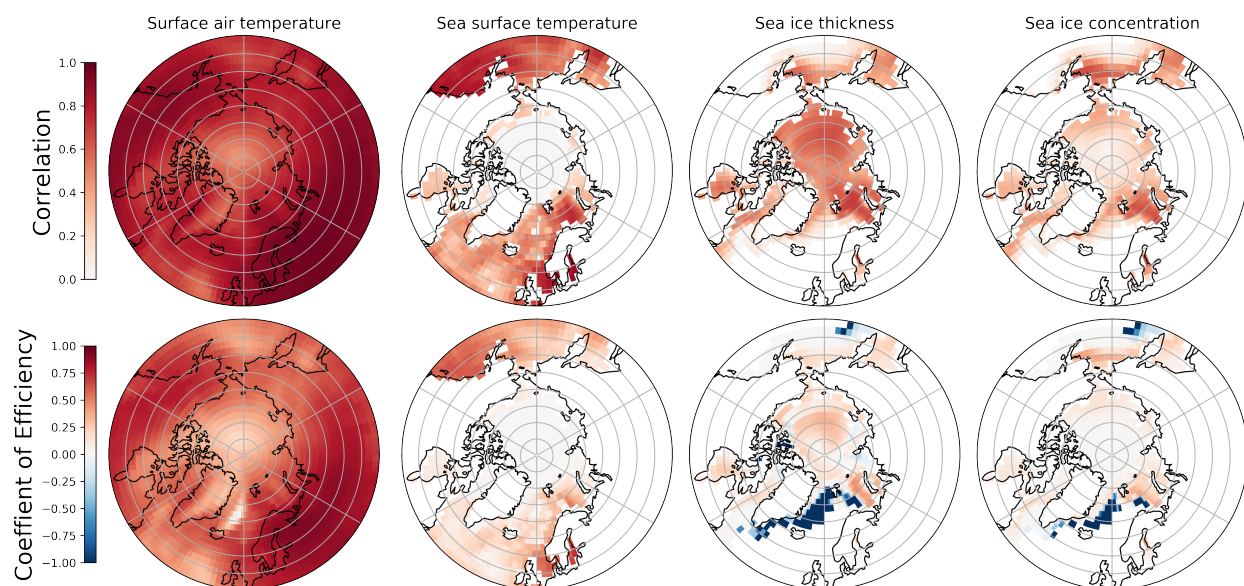 Surface air temperature
Sea surface temperature
Sea ice thickness
Sea ice concentration
Correlation
1.0
0.8
0.6
0.4
0.2
0.0
Coeffient of Efficiency
1.00
0.75
0.50
0.25
0.00
−0.25
−0.50
−0.75
−1.00